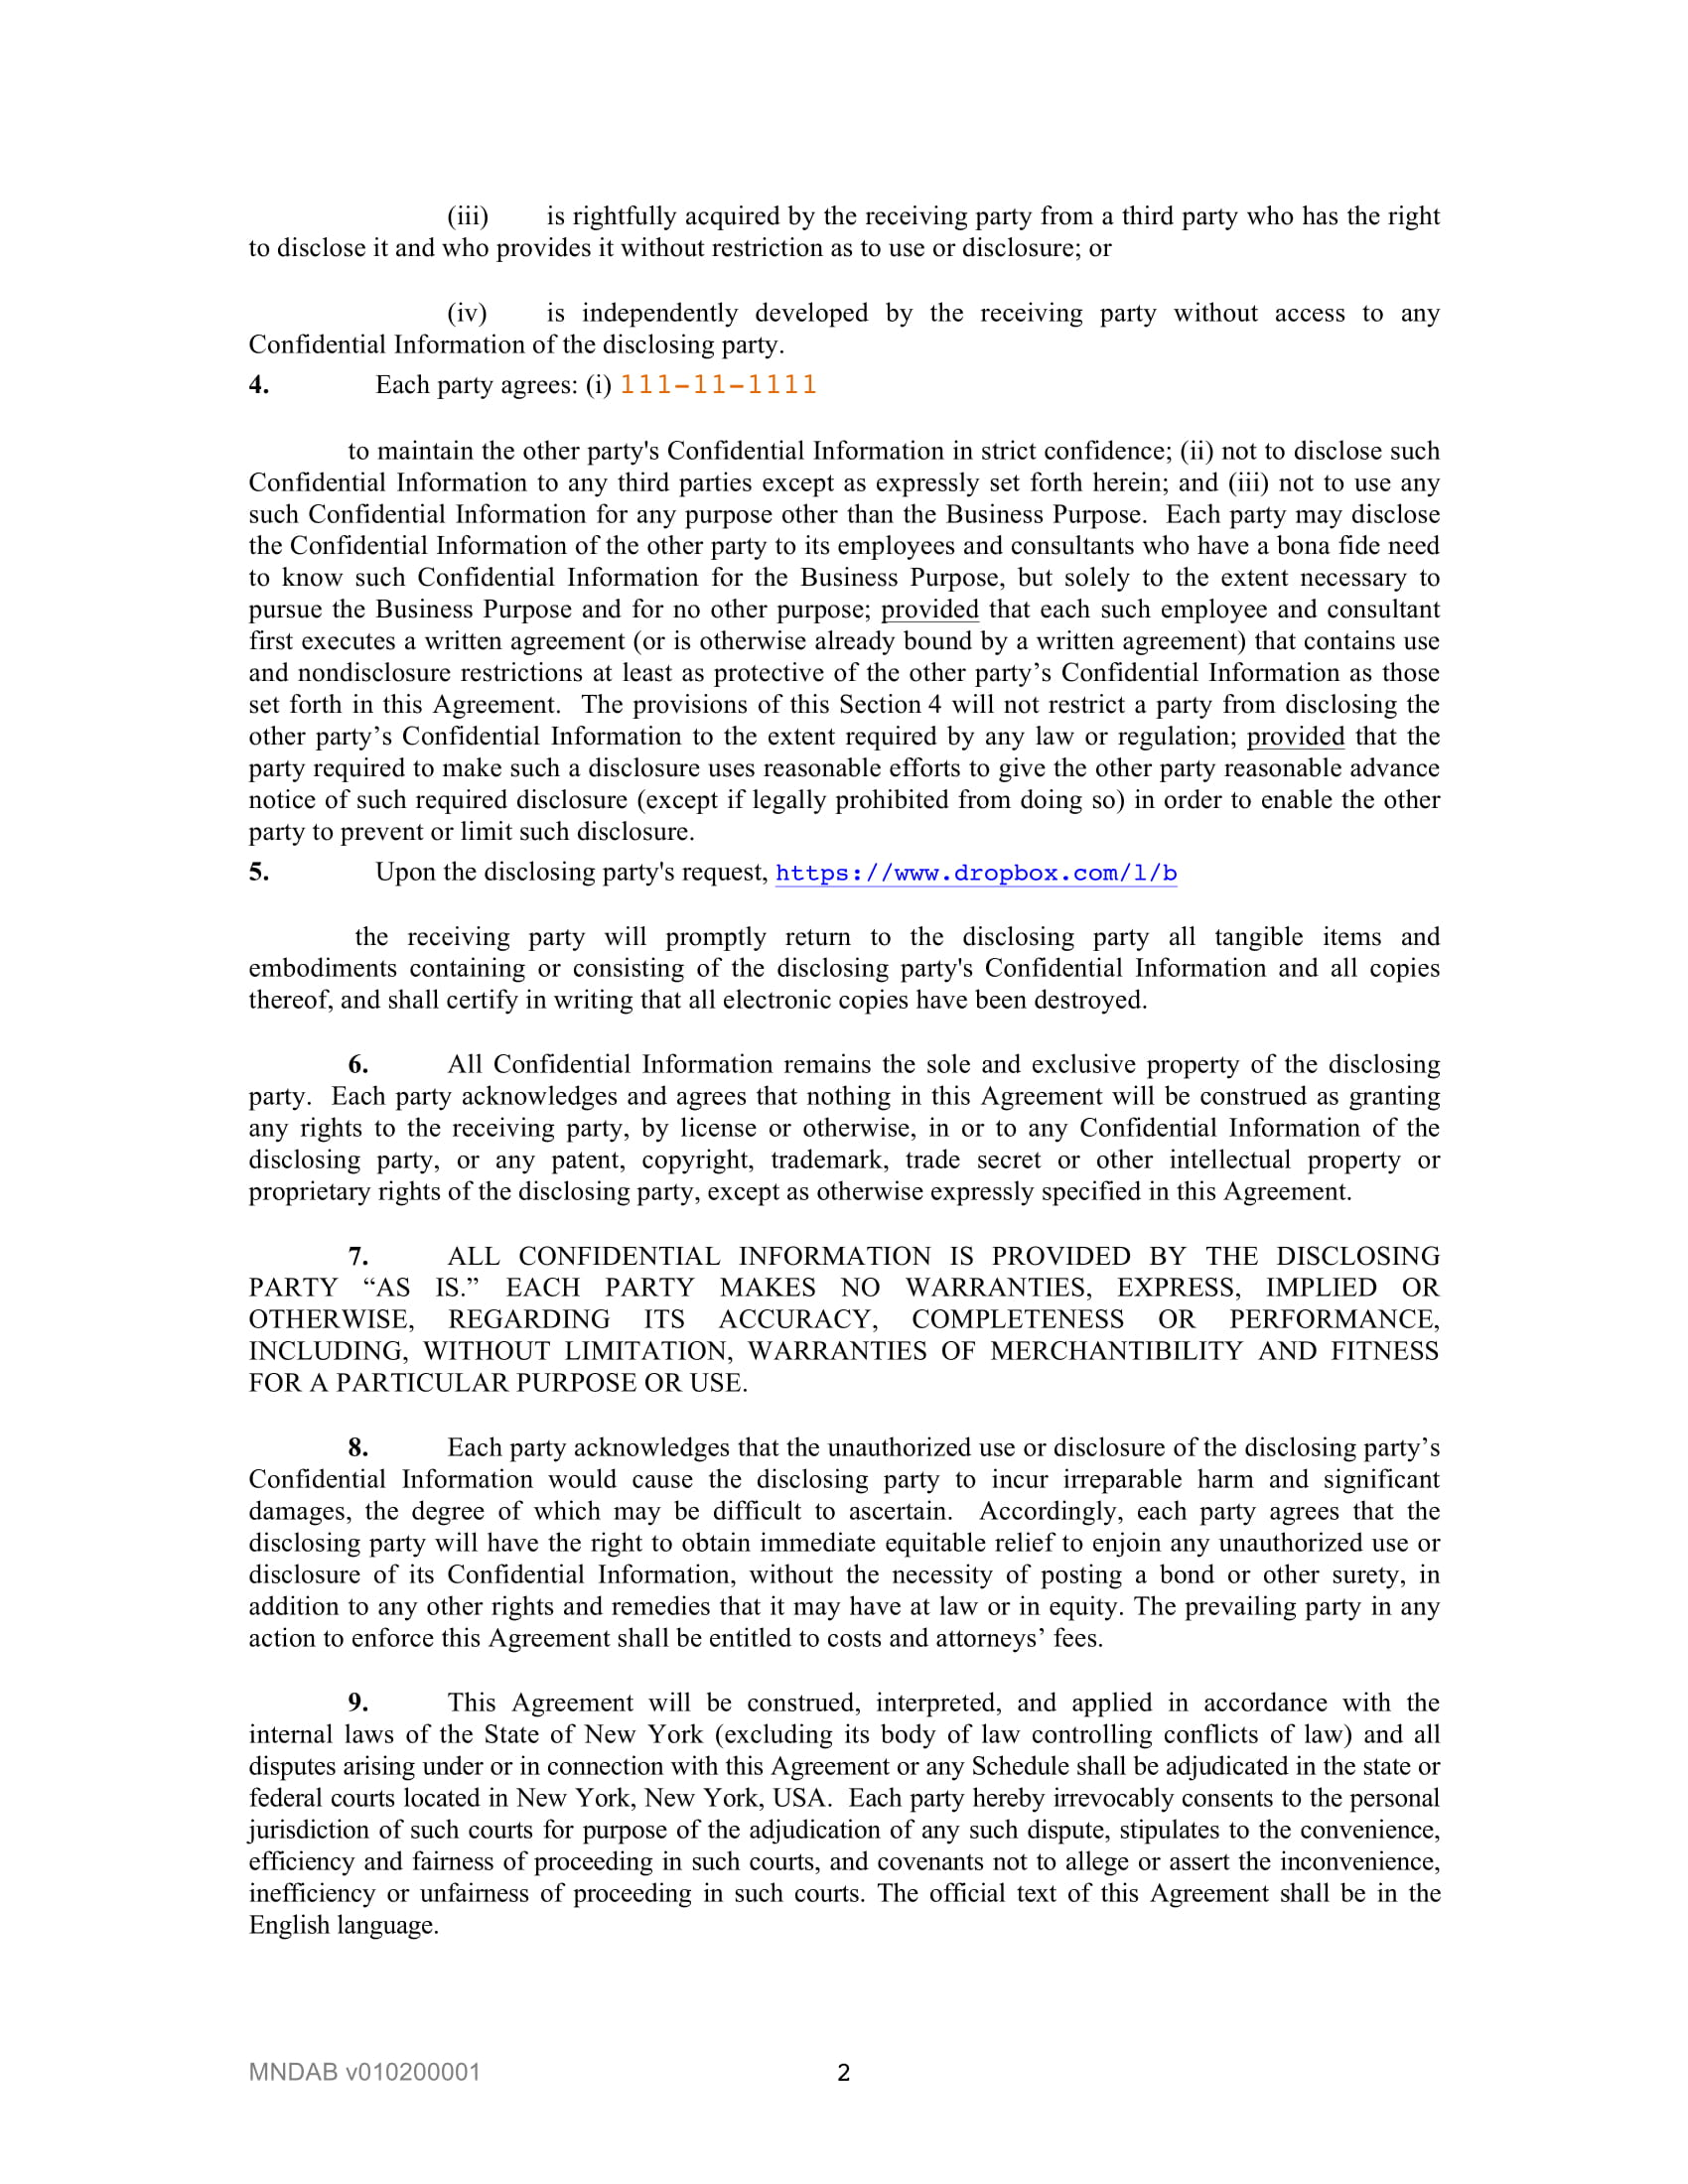 (iii) is rightfully acquired by the receiving party from a third party who has the right
to disclose it and who provides it without restriction as to use or disclosure; or
(iv) is independently developed by the receiving party without access to any
Confidential Information of the disclosing party.
4. Each party agrees: (i) 111-11-1111
to maintain the other party's Confidential Information in strict confidence; (ii) not to disclose such
Confidential Information to any third parties except as expressly set forth herein; and (iii) not to use any
such Confidential Information for any purpose other than the Business Purpose. Each party may disclose
the Confidential Information of the other party to its employees and consultants who have a bona fide need
to know such Confidential Information for the Business Purpose, but solely to the extent necessary to
pursue the Business Purpose and for no other purpose; provided that each such employee and consultant
first executes a written agreement (or is otherwise already bound by a written agreement) that contains use
and nondisclosure restrictions at least as protective of the other party’s Confidential Information as those
set forth in this Agreement. The provisions of this Section 4 will not restrict a party from disclosing the
other party’s Confidential Information to the extent required by any law or regulation; provided that the
party required to make such a disclosure uses reasonable efforts to give the other party reasonable advance
notice of such required disclosure (except if legally prohibited from doing so) in order to enable the other
party to prevent or limit such disclosure.
5. Upon the disclosing party's request, https://www.dropbox.com/l/b
the receiving party will promptly return to the disclosing party all tangible items and
embodiments containing or consisting of the disclosing party's Confidential Information and all copies
thereof, and shall certify in writing that all electronic copies have been destroyed.
6. All Confidential Information remains the sole and exclusive property of the disclosing
party. Each party acknowledges and agrees that nothing in this Agreement will be construed as granting
any rights to the receiving party, by license or otherwise, in or to any Confidential Information of the
disclosing party, or any patent, copyright, trademark, trade secret or other intellectual property or
proprietary rights of the disclosing party, except as otherwise expressly specified in this Agreement.
7. ALL CONFIDENTIAL INFORMATION IS PROVIDED BY THE DISCLOSING
PARTY “AS IS.” EACH PARTY MAKES NO WARRANTIES, EXPRESS, IMPLIED OR
OTHERWISE, REGARDING ITS ACCURACY, COMPLETENESS OR PERFORMANCE,
INCLUDING, WITHOUT LIMITATION, WARRANTIES OF MERCHANTIBILITY AND FITNESS
FOR A PARTICULAR PURPOSE OR USE.
8. Each party acknowledges that the unauthorized use or disclosure of the disclosing party’s
Confidential Information would cause the disclosing party to incur irreparable harm and significant
damages, the degree of which may be difficult to ascertain. Accordingly, each party agrees that the
disclosing party will have the right to obtain immediate equitable relief to enjoin any unauthorized use or
disclosure of its Confidential Information, without the necessity of posting a bond or other surety, in
addition to any other rights and remedies that it may have at law or in equity. The prevailing party in any
action to enforce this Agreement shall be entitled to costs and attorneys’ fees.
9. This Agreement will be construed, interpreted, and applied in accordance with the
internal laws of the State of New York (excluding its body of law controlling conflicts of law) and all
disputes arising under or in connection with this Agreement or any Schedule shall be adjudicated in the state or
federal courts located in New York, New York, USA. Each party hereby irrevocably consents to the personal
jurisdiction of such courts for purpose of the adjudication of any such dispute, stipulates to the convenience,
efficiency and fairness of proceeding in such courts, and covenants not to allege or assert the inconvenience,
inefficiency or unfairness of proceeding in such courts. The official text of this Agreement shall be in the
English language.
MNDAB v010200001 2